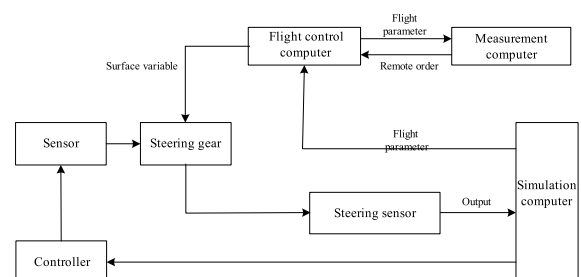 Flight
parameter
Flight control
computer
Measurement
computer
Remote order
Surface variable
Sensor
Steering gear
Flight
parameter
Simulation
computer
Steering sensor
Output
Controller